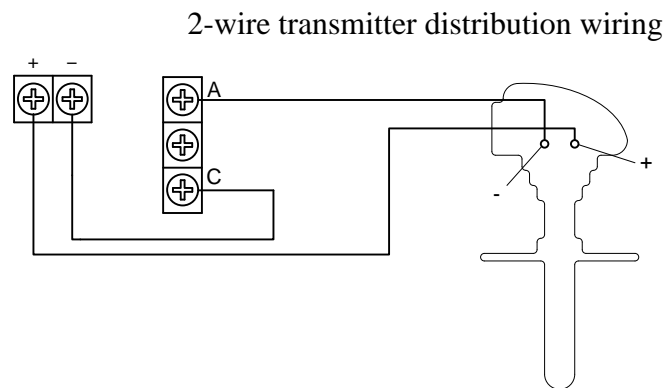 2-wire transmitter distribution wiring
+ −
A
C
- +